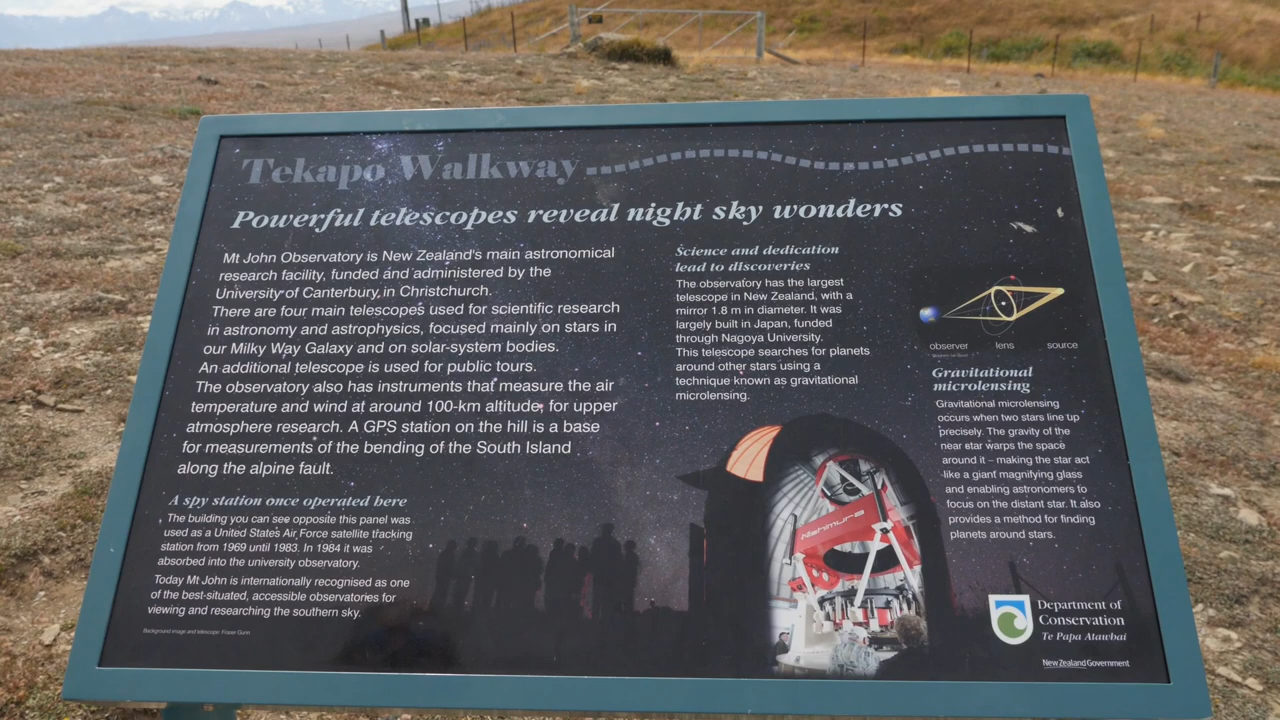 Tekapo Walkway
Powerful telescopes reveal night sky wonders
Mt John Observatory is New Zealand's main astronomical
research facility, funded and administered by the
University of Canterbury in Christchurch.
There are four main telescopes used for scientific research
in astronomy and astrophysics, focused mainly on stars in
our Milky Way Galaxy and on solar-system bodies.
An additional telescope is used for public tours.
The observatory also has instruments that measure the air
temperature and wind at around 100-km altitude, for upper
atmosphere research. A GPS station on the hill is a base
for measurements of the bending of the South Island
along the alpine fault.
A spy station once operated here
The building you can see opposite this panel was
used as a United States Air Force satellite tracking
station from 1969 until 1983. In 1984 it was
absorbed into the university observatory.
Today Mt John is internationally recognised as one
of the best-situated, accessible observatories for
viewing and researching the southern sky.
Background image and telescope: Fraser Gunn
Science and dedication
lead to discoveries
The observatory has the largest
telescope in New Zealand, with a
mirror 1.8 m in diameter. It was
largely built in Japan, funded
through Nagoya University.
This telescope searches for planets
around other stars using a
technique known as gravitational
microlensing.
Nishimura
observer lens source
Gravitational
microlensing
Gravitational microlensing
occurs when two stars line up
precisely. The gravity of the
near star warps the space
around it – making the star act
like a giant magnifying glass
and enabling astronomers to
focus on the distant star. It also
provides a method for finding
planets around stars.
Department of
Conservation
Te Papa Atawhai
New Zealand Government